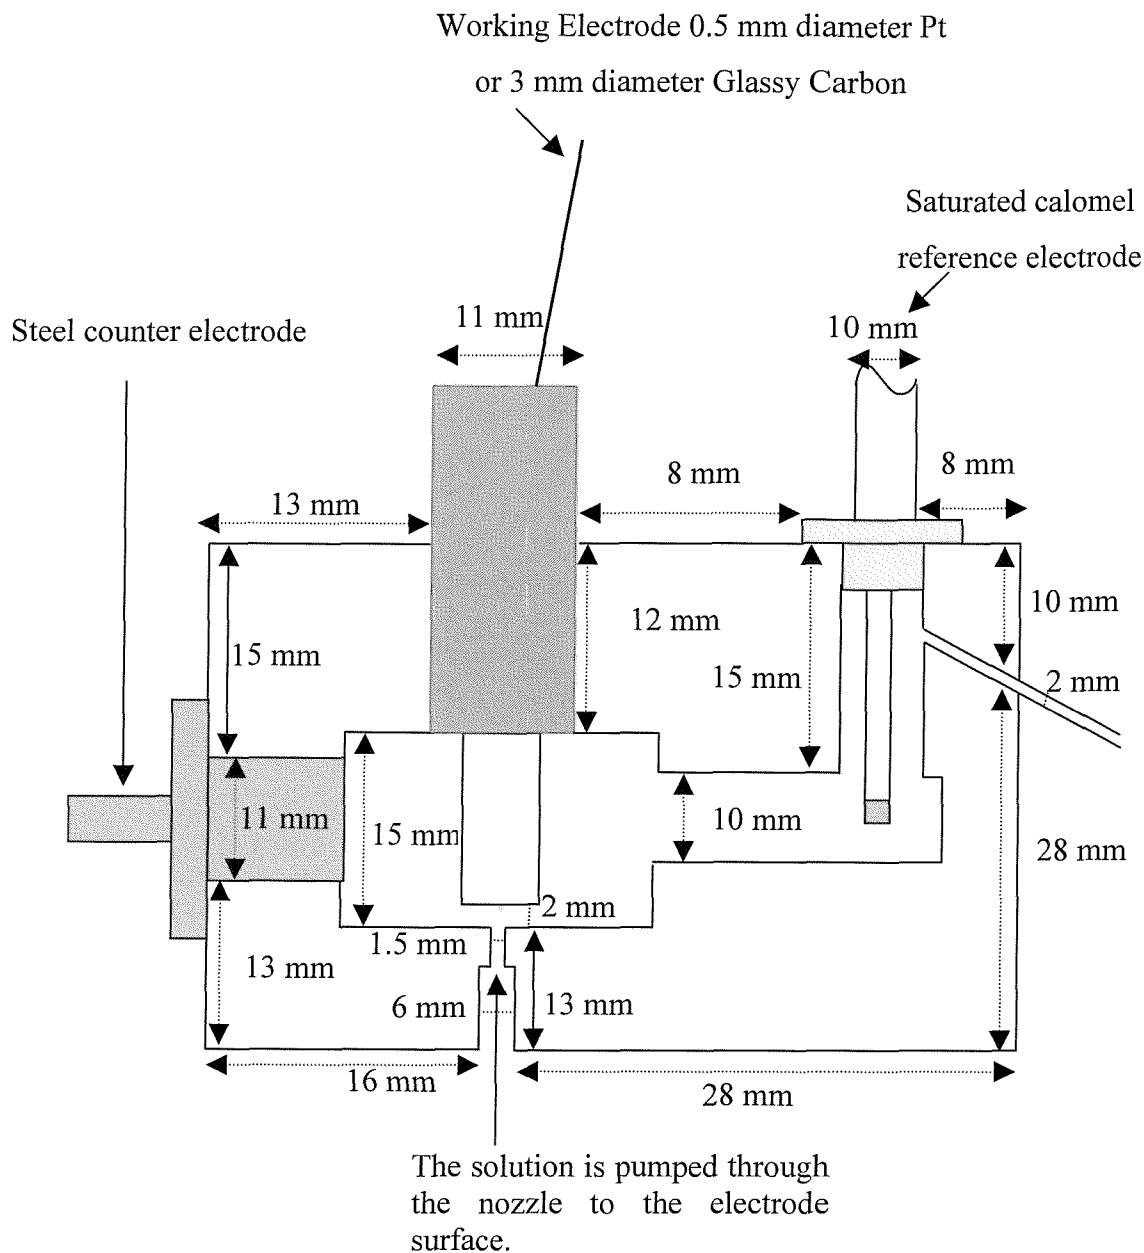 Working Electrode 0.5 mm diameter Pt
or 3 mm diameter Glassy Carbon
Saturated calomel
reference electrode
Steel counter electrode
11 mm
10 mm
8 mm
8 mm
13 mm
10 mm
12 mm
15 mm
15 mm
2 mm
11 mm
15 mm
10 mm
28 mm
2 mm
1.5 mm
13 mm
6 mm
13 mm
16 mm
28 mm
The solution is pumped through
the nozzle to the electrode
surface.